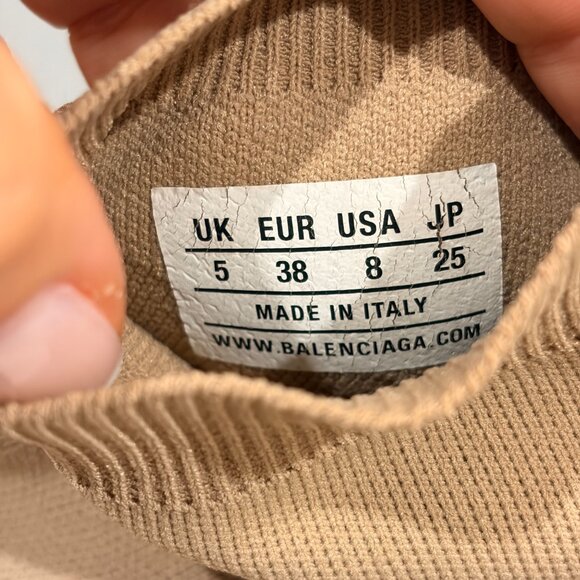 UK EUR USA JP
5 38 8 25
MADE IN ITALY
WWW.BALENCIAGA.COM